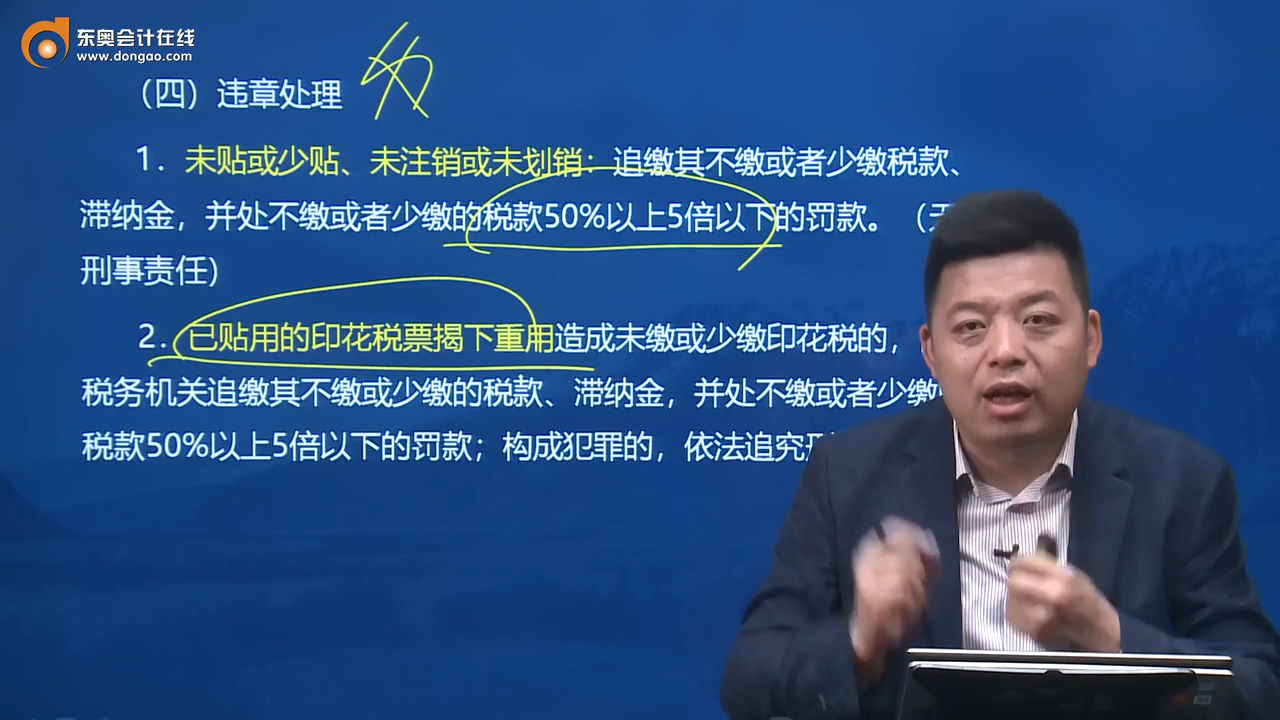 东奥会计在线
www.dongao.com
（四）违章处理
1．未贴或少贴、未注销或未划销：追缴其不缴或者少缴税款、
滞纳金，并处不缴或者少缴的税款50%以上5倍以下的罚款。（
刑事责任）
2．已贴用的印花税票揭下重用造成未缴或少缴印花税的，
税务机关追缴其不缴或少缴的税款、滞纳金，并处不缴或者少缴
税款50%以上5倍以下的罚款；构成犯罪的，依法追究